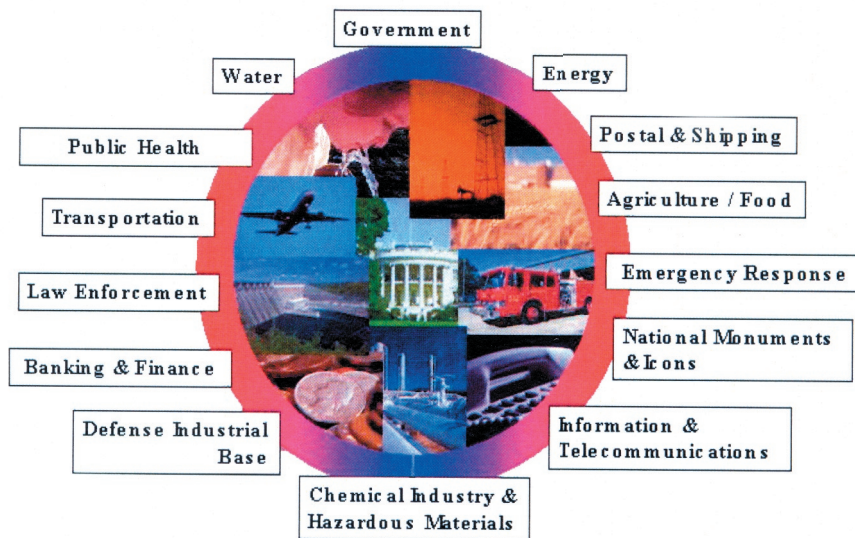 Government
Water
Energy
Public Health
Postal & Shipping
Transportation
Agriculture / Food
Law Enforcement
Emergency Response
Banking & Finance
National Monuments
& Icons
Defense Industrial
Base
Information &
Telecommunications
Chemical Industry &
Hazardous Materials